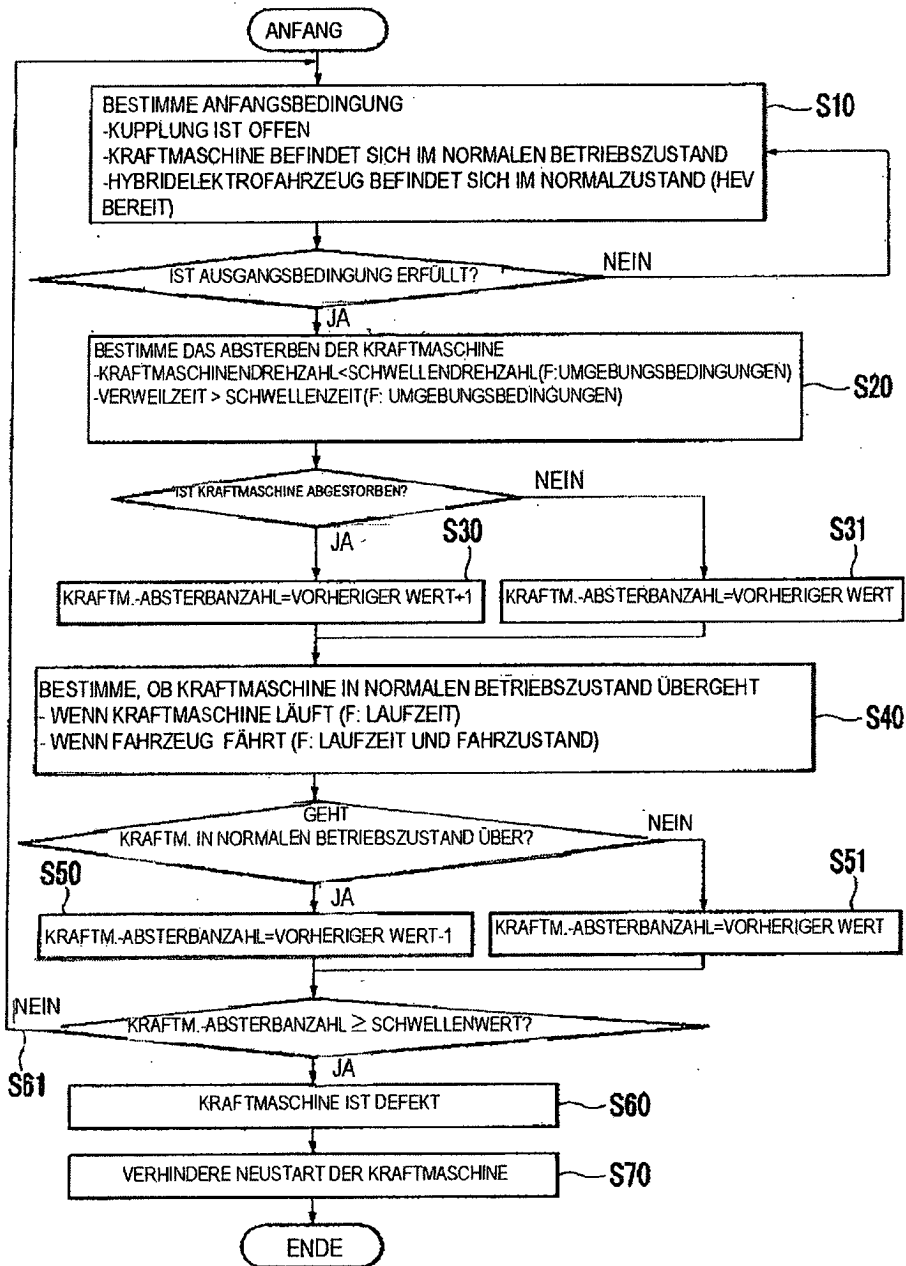 ANFANG
BESTIMME ANFANGSBEDINGUNG
-KUPPLUNG IST OFFEN
-KRAFTMASCHINE BEFINDET SICH IM NORMALEN BETRIEBSZUSTAND
-HYBRIDELEKTROFAHRZEUG BEFINDET SICH IM NORMALZUSTAND (HEV
BEREIT)
S10
IST AUSGANGSBEDINGUNG ERFÜLLT?
NEIN
JA
BESTIMME DAS ABSTERBEN DER KRAFTMASCHINE
-KRAFTMASCHINENDREHZAHL<SCHWELLENDREHZAHL(F:UMGEBUNGSBEDINGUNGEN)
-VERWEILZEIT > SCHWELLENZEIT(F: UMGEBUNGSBEDINGUNGEN)
S20
IST KRAFTMASCHINE ABGESTORBEN?
NEIN
JA
S30
S31
KRAFTM.-ABSTERBANZAHL=VORHERIGER WERT+1
KRAFTM.-ABSTERBANZAHL=VORHERIGER WERT
BESTIMME, OB KRAFTMASCHINE IN NORMALEN BETRIEBSZUSTAND ÜBERGEHT
- WENN KRAFTMASCHINE LÄUFT (F: LAUFZEIT)
- WENN FAHRZEUG FÄHRT (F: LAUFZEIT UND FAHRZUSTAND)
S40
GEHT
KRAFTM. IN NORMALEN BETRIEBSZUSTAND ÜBER?
NEIN
JA
S50
S51
KRAFTM.-ABSTERBANZAHL=VORHERIGER WERT-1
KRAFTM.-ABSTERBANZAHL=VORHERIGER WERT
NEIN
KRAFTM.-ABSTERBANZAHL ≥ SCHWELLENWERT?
S61
JA
KRAFTMASCHINE IST DEFEKT
S60
VERHINDERE NEUSTART DER KRAFTMASCHINE
S70
ENDE